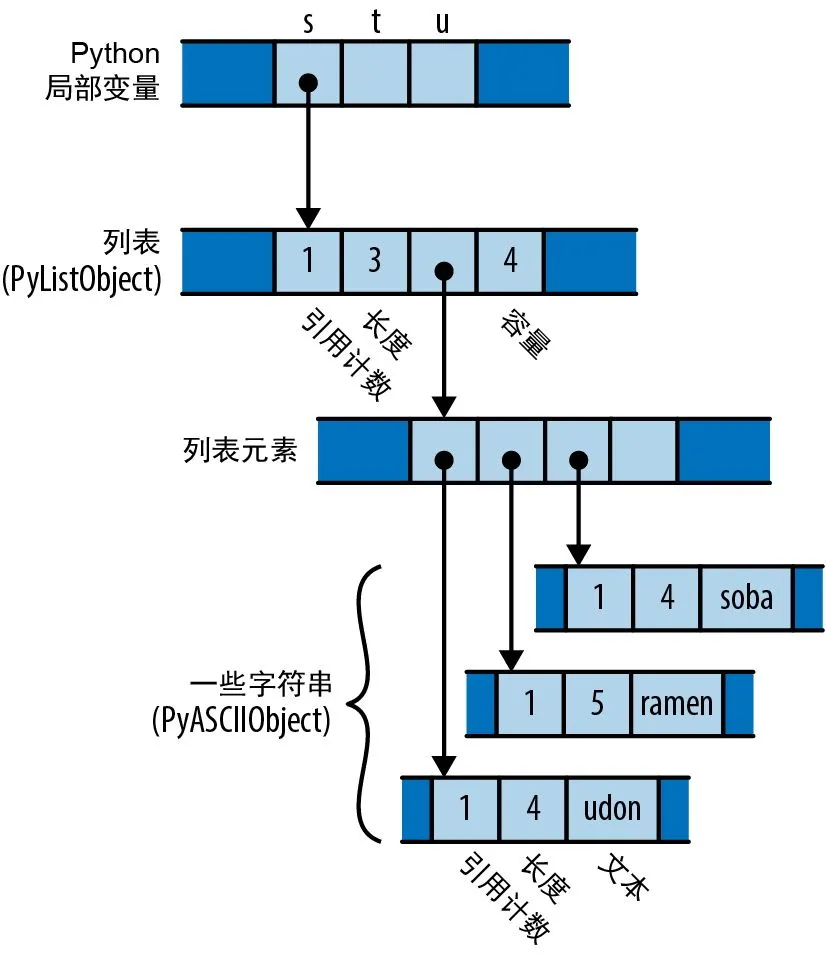 s t u
Python
局部变量
列表
(PyListObject)
1 3 4
引用计数
长度
容量
列表元素
1 4 soba
一些字符串
(PyASCIIObject)
1 5 ramen
1 4 udon
引用计数
长度
文本